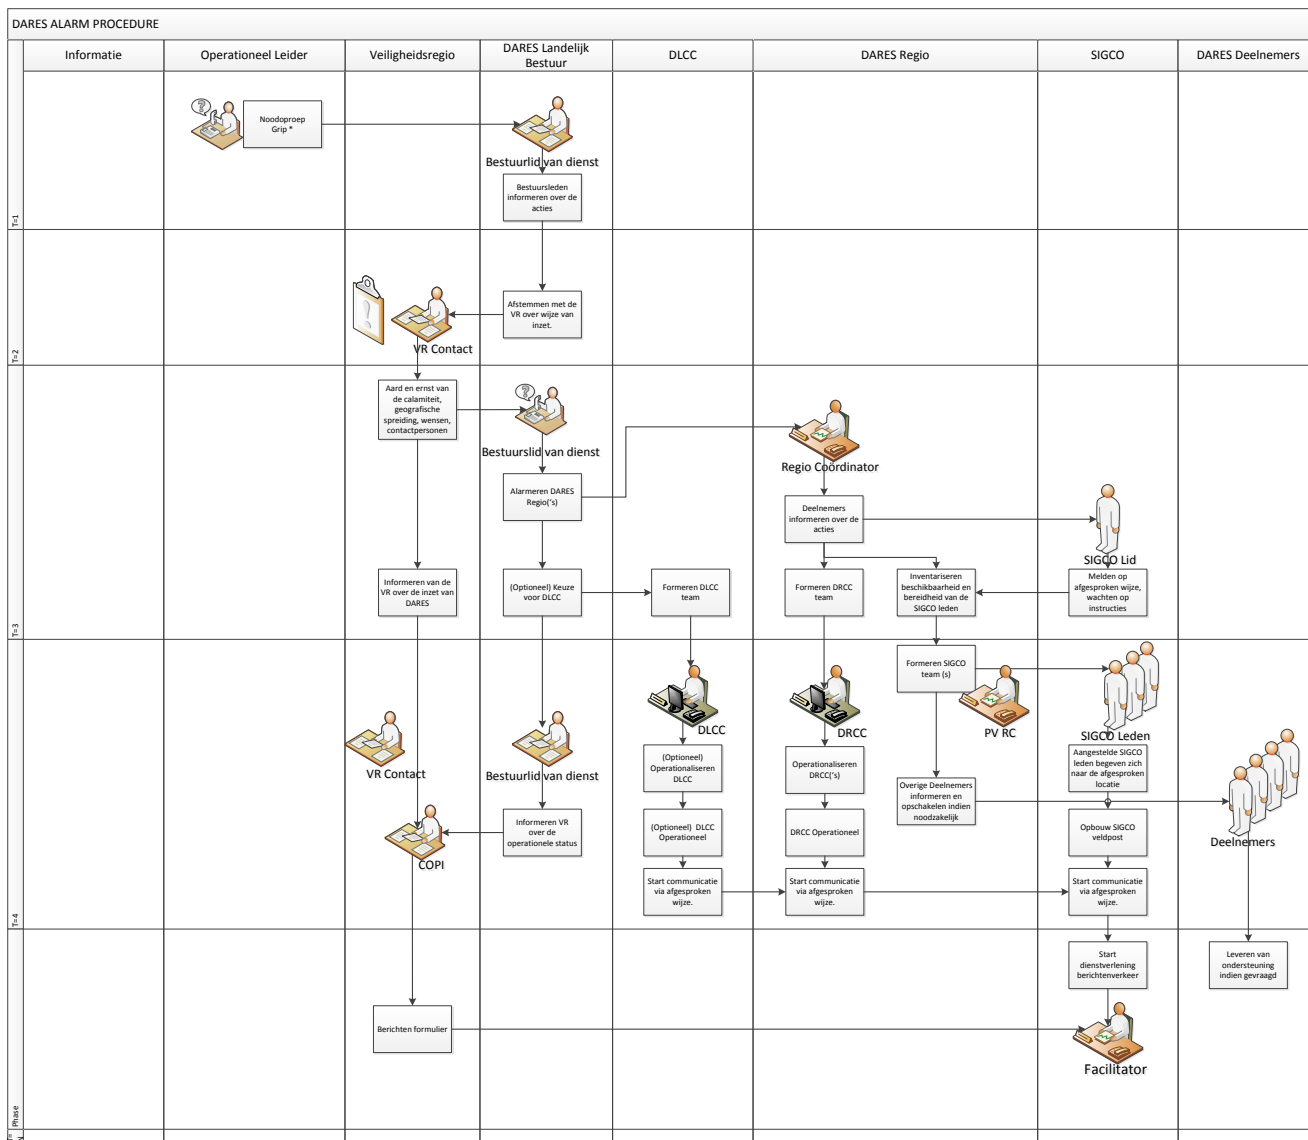 DARES ALARM PROCEDURE
Informatie
Operationeel Leider
Veiligheidsregio
DARES Landelijk
Bestuur
DLCC
DARES Regio
SIGCO
DARES Deelnemers
T=1
?
Noodoproep
Grip *
Bestuurlid van dienst
Bestuursleden
informeren over de
acties
T=2
!
VR Contact
Afstemmen met de
VR over wijze van
inzet.
T=3
Aard en ernst van
de calamiteit,
geografische
spreiding, wensen,
contactpersonen
?
Bestuurslid van dienst
Regio Coördinator
Alarmeren DARES
Regio('s)
Deelnemers
informeren over de
acties
SIGCO Lid
Informeren van de
VR over de inzet van
DARES
(Optioneel) Keuze
voor DLCC
Formeren DLCC
team
Formeren DRCC
team
Inventariseren
beschikbaarheid en
bereidheid van de
SIGCO leden
Melden op
afgesproken wijze,
wachten op
instructies
T=4
Formeren SIGCO
team (s)
PV RC
SIGCO Leden
DLCC
DRCC
VR Contact
Bestuurlid van dienst
(Optioneel)
Operationaliseren
DLCC
Operationaliseren
DRCC('s)
Aangestelde SIGCO
leden begeven zich
naar de afgesproken
locatie
Overige Deelnemers
informeren en
opschakelen indien
noodzakelijk
Deelnemers
COPI
Informeren VR
over de
operationele status
(Optioneel) DLCC
Operationeel
DRCC Operationeel
Opbouw SIGCO
veldpost
Start communicatie
via afgesproken
wijze.
Start communicatie
via afgesproken
wijze.
Start communicatie
via afgesproken
wijze.
Phase
Start
dienstverlening
berichtenverkeer
Leveren van
ondersteuning
indien gevraagd
Berichten formulier
Facilitator
T=
N